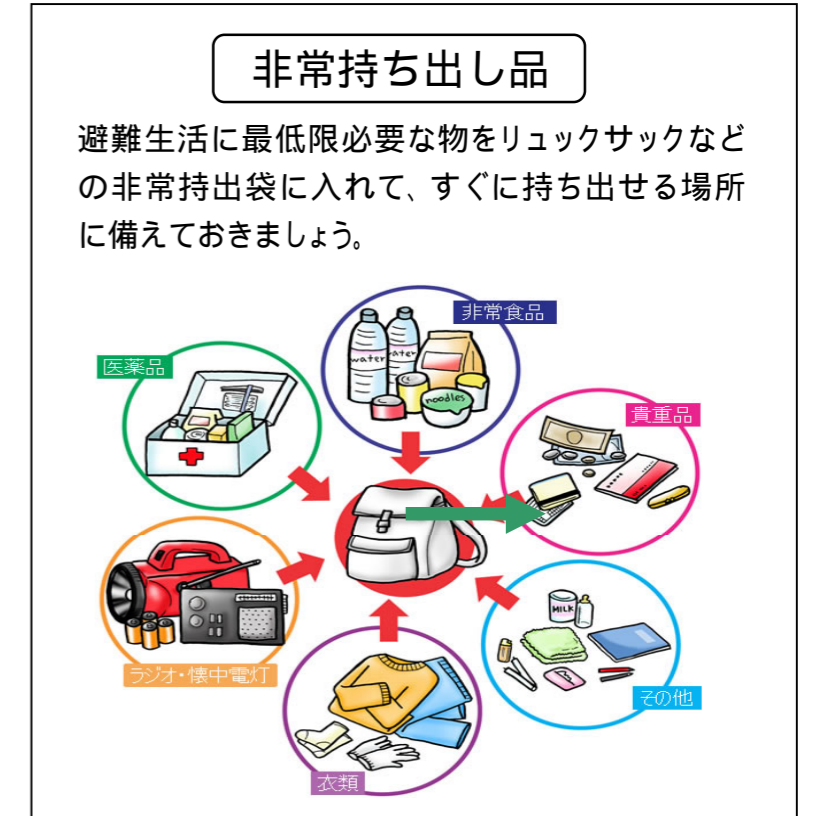 非常持ち出し品
避難生活に最低限必要な物をリュックサックなど
の非常持出袋に入れて、すぐに持ち出せる場所
に備えておきましょう。
非常食品
医薬品
water
water
noodles
貴重品
MILK
ラジオ・懐中電灯
その他
衣類